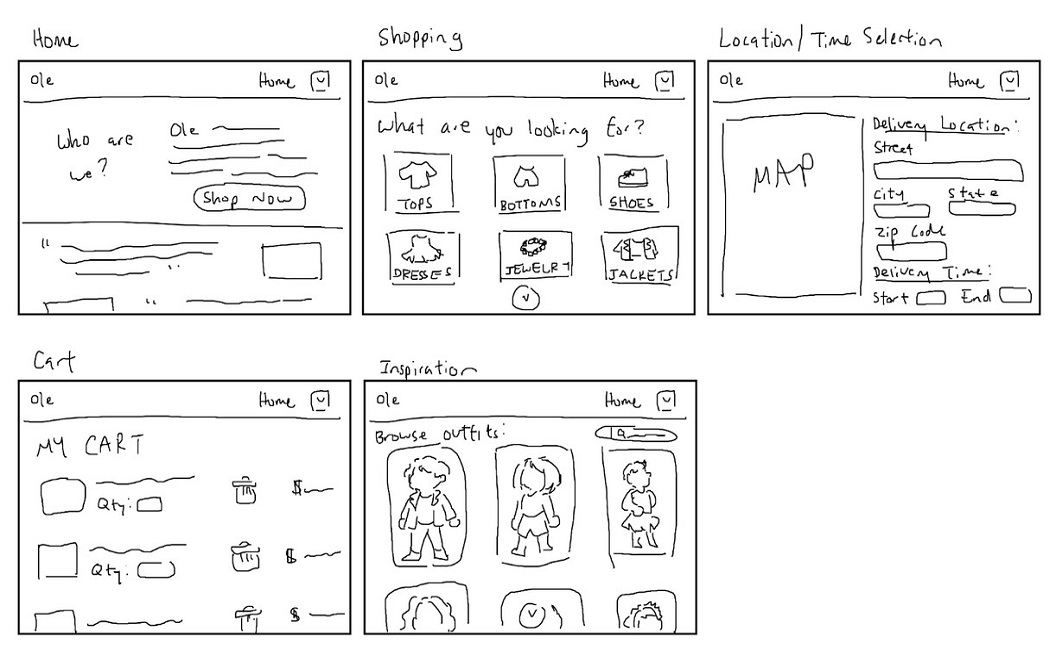 Home
Ole Home
Who are
we?
Ole
Shop Now
"
"
"
Shopping
Ole Home
What are you looking for?
TOPS BOTTOMS SHOES
DRESSES JEWELRY JACKETS
Location/Time Selection
Ole Home
MAP
Delivery Location:
Street
City State
Zip Code
Delivery Time:
Start End
Cart
Ole Home
MY CART
Qty: $
Qty: $
$
Inspiration
Ole Home
Browse outfits: